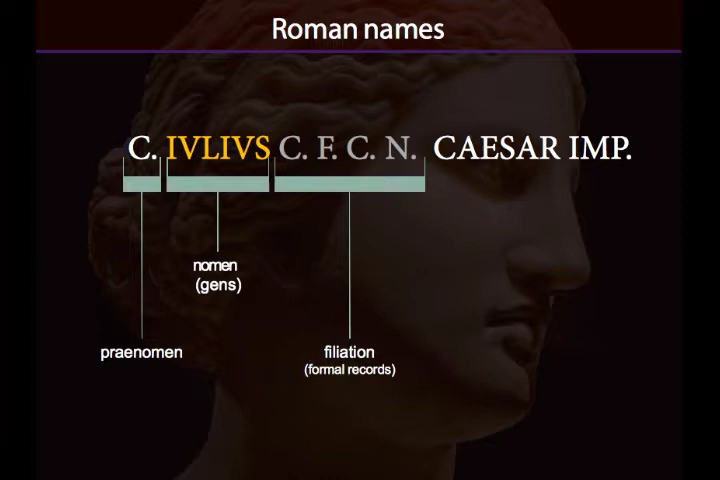 Roman names
C. IVLIVS C. F. C. N. CAESAR IMP.
nomen
(gens)
praenomen
filiation
(formal records)